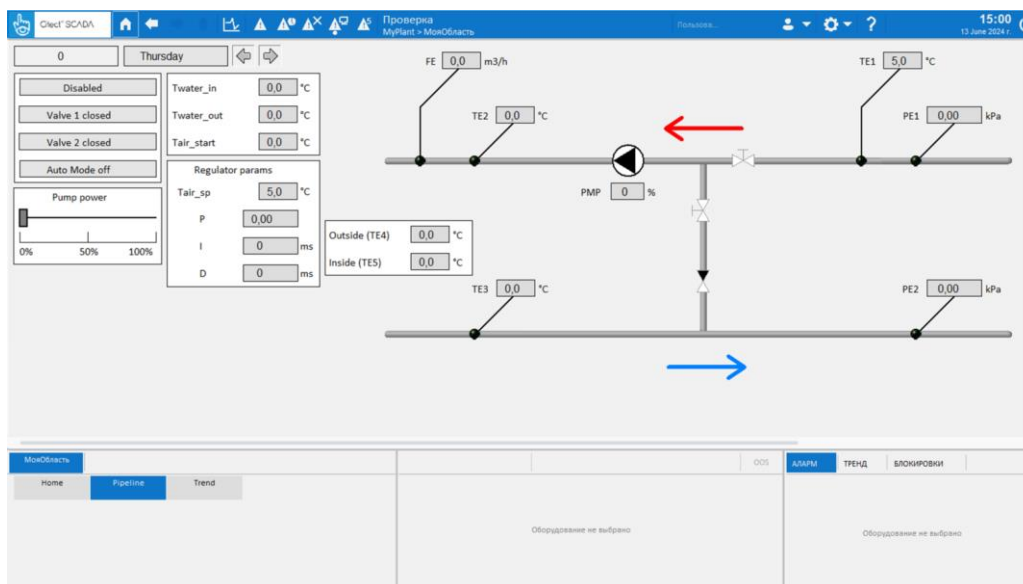 Olect' SCADA
Проверка
MyPlant > МояОбласть
Пользова...
?
15:00
13 June 2024 г.
0
Thursday
Disabled
Valve 1 closed
Valve 2 closed
Auto Mode off
Pump power
0%
50%
100%
Twater_in
0,0
°C
Twater_out
0,0
°C
Tair_start
0,0
°C
Regulator params
Tair_sp
5,0
°C
P
0,00
I
0
ms
D
0
ms
Outside (TE4)
0,0
°C
Inside (TE5)
0,0
°C
FE
0,0
m3/h
TE2
0,0
°C
PMP
0
%
TE3
0,0
°C
TE1
5,0
°C
PE1
0,00
kPa
PE2
0,00
kPa
МояОбласть
Home
Pipeline
Trend
OOS
Оборудование не выбрано
АЛАРМ
ТРЕНД
БЛОКИРОВКИ
Оборудование не выбрано